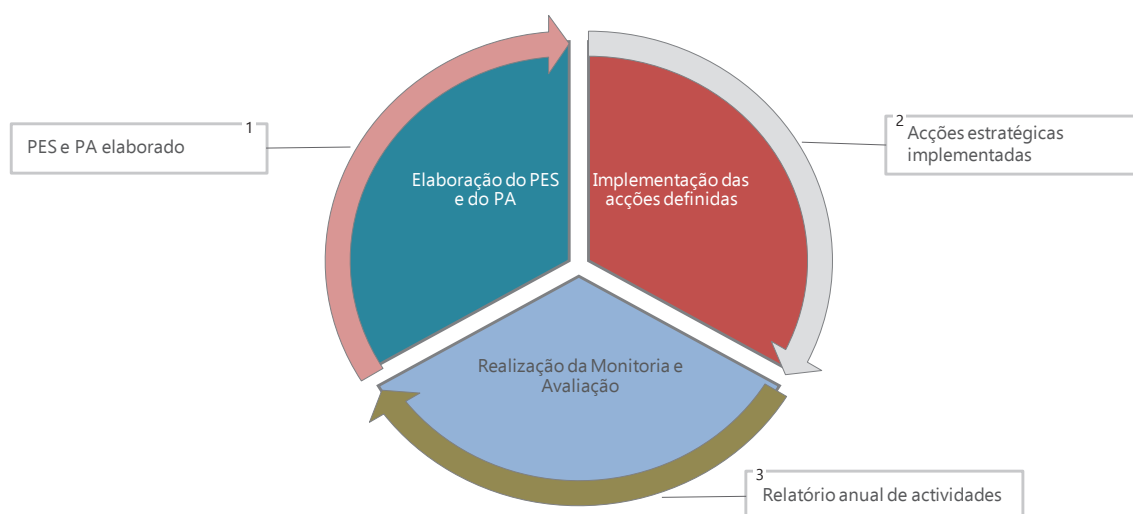 1
PES e PA elaborado
2
Acções estratégicas
implementadas
Elaboração do PES
e do PA
Implementação das
acções definidas
Realização da Monitoria e
Avaliação
3
Relatório anual de actividades